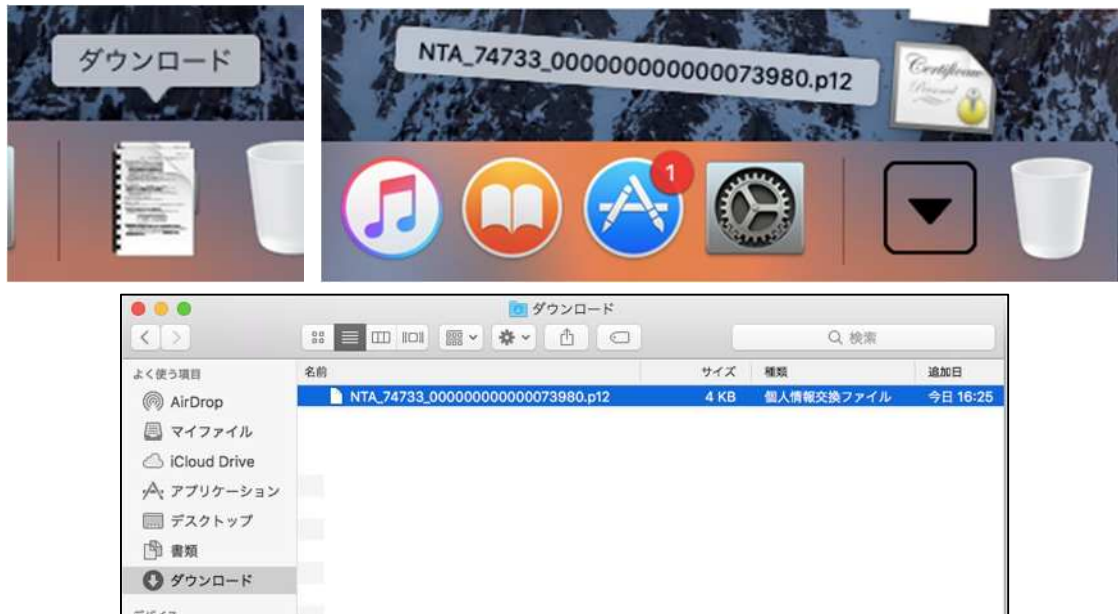 ダウンロード
NTA_74733_000000000000073980.p12
Certificate
Personal
1
ダウンロード
検索
よく使う項目
名前
サイズ
種類
追加日
NTA_74733_000000000000073980.p12
4 KB
個人情報交換ファイル
今日 16:25
AirDrop
マイファイル
iCloud Drive
アプリケーション
デスクトップ
書類
ダウンロード